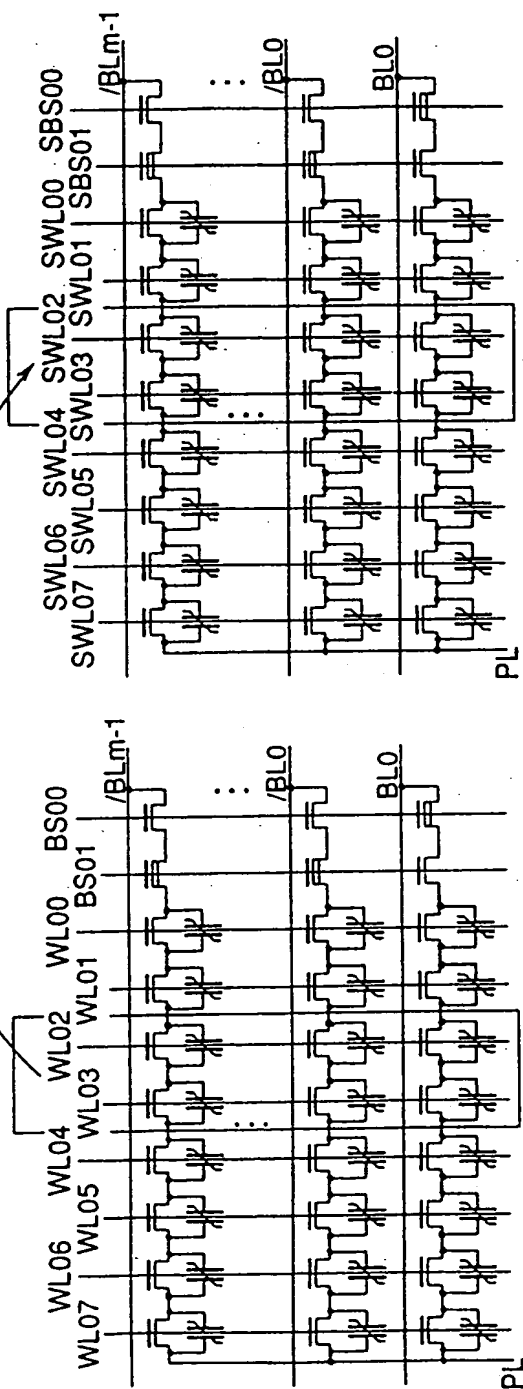 WL07
WL06
WL05
WL04
WL03
WL02
WL01
WL00
BS01
BS00
/BLm-1
...
/BL0
...
BL0
PL
SWL07
SWL06
SWL05
SWL04
SWL03
SWL02
SWL01
SWL00
SBS01
SBS00
/BLm-1
...
/BL0
...
BL0
PL